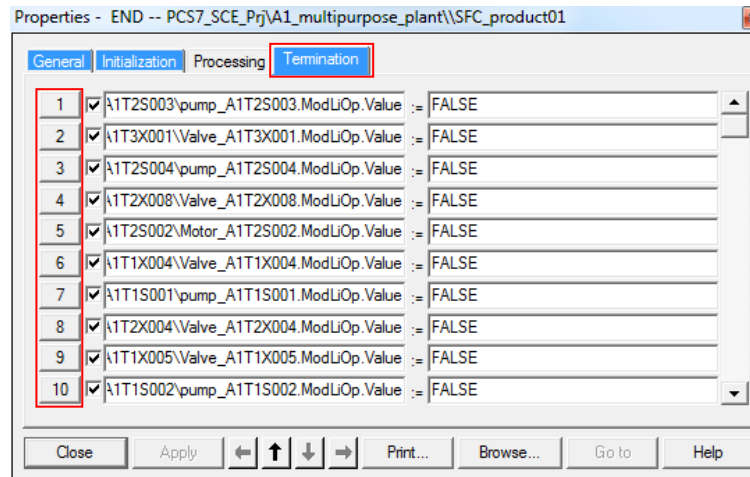 Properties - END -- PCS7_SCE_Prj\A1_multipurpose_plant\\SFC_product01
General Initialization Processing Termination
1 A1T2S003\pump_A1T2S003.ModLiOp.Value := FALSE
2 A1T3X001\Valve_A1T3X001.ModLiOp.Value := FALSE
3 A1T2S004\pump_A1T2S004.ModLiOp.Value := FALSE
4 A1T2X008\Valve_A1T2X008.ModLiOp.Value := FALSE
5 A1T2S002\Motor_A1T2S002.ModLiOp.Value := FALSE
6 A1T1X004\Valve_A1T1X004.ModLiOp.Value := FALSE
7 A1T1S001\pump_A1T1S001.ModLiOp.Value := FALSE
8 A1T2X004\Valve_A1T2X004.ModLiOp.Value := FALSE
9 A1T1X005\Valve_A1T1X005.ModLiOp.Value := FALSE
10 A1T1S002\pump_A1T1S002.ModLiOp.Value := FALSE
Close Apply Print... Browse... Go to Help